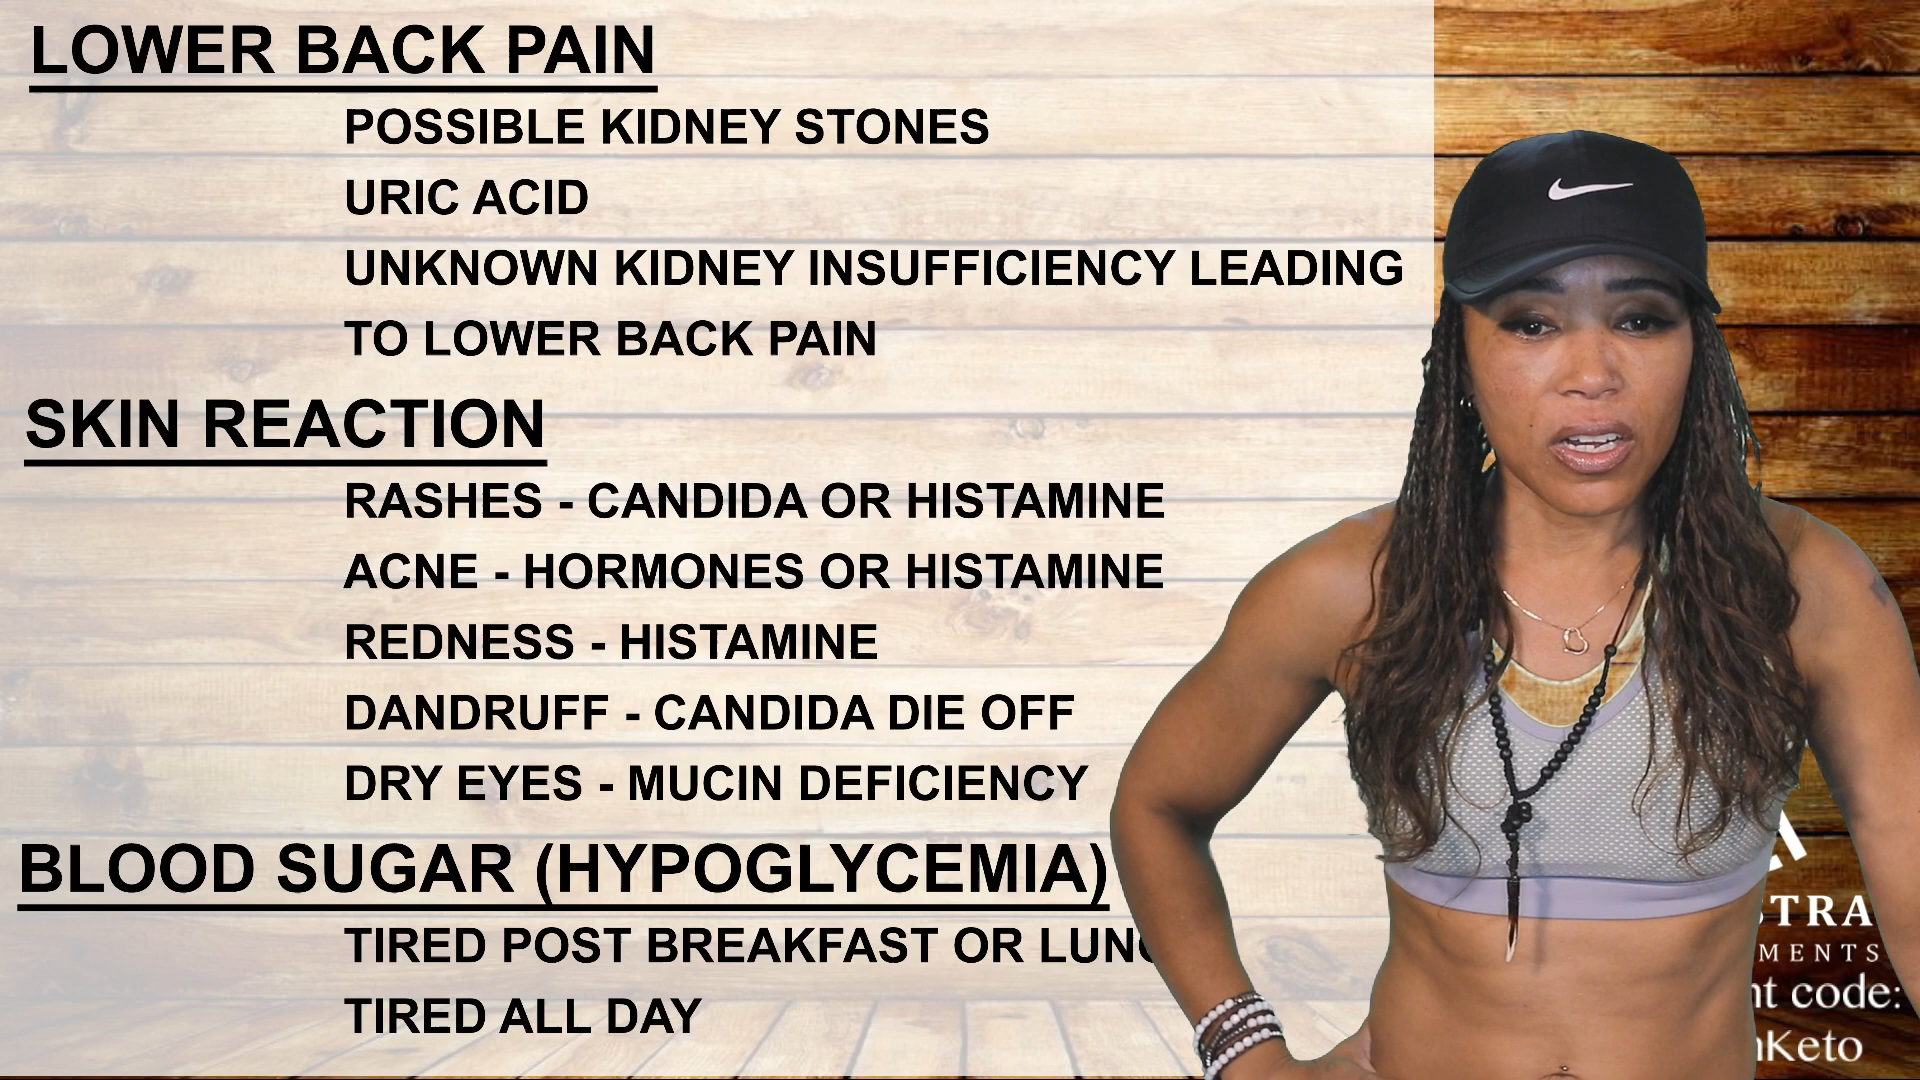 LOWER BACK PAIN
POSSIBLE KIDNEY STONES
URIC ACID
UNKNOWN KIDNEY INSUFFICIENCY LEADING
TO LOWER BACK PAIN
SKIN REACTION
RASHES - CANDIDA OR HISTAMINE
ACNE - HORMONES OR HISTAMINE
REDNESS - HISTAMINE
DANDRUFF - CANDIDA DIE OFF
DRY EYES - MUCIN DEFICIENCY
BLOOD SUGAR (HYPOGLYCEMIA)
TIRED POST BREAKFAST OR
TIRED ALL DAY
code: